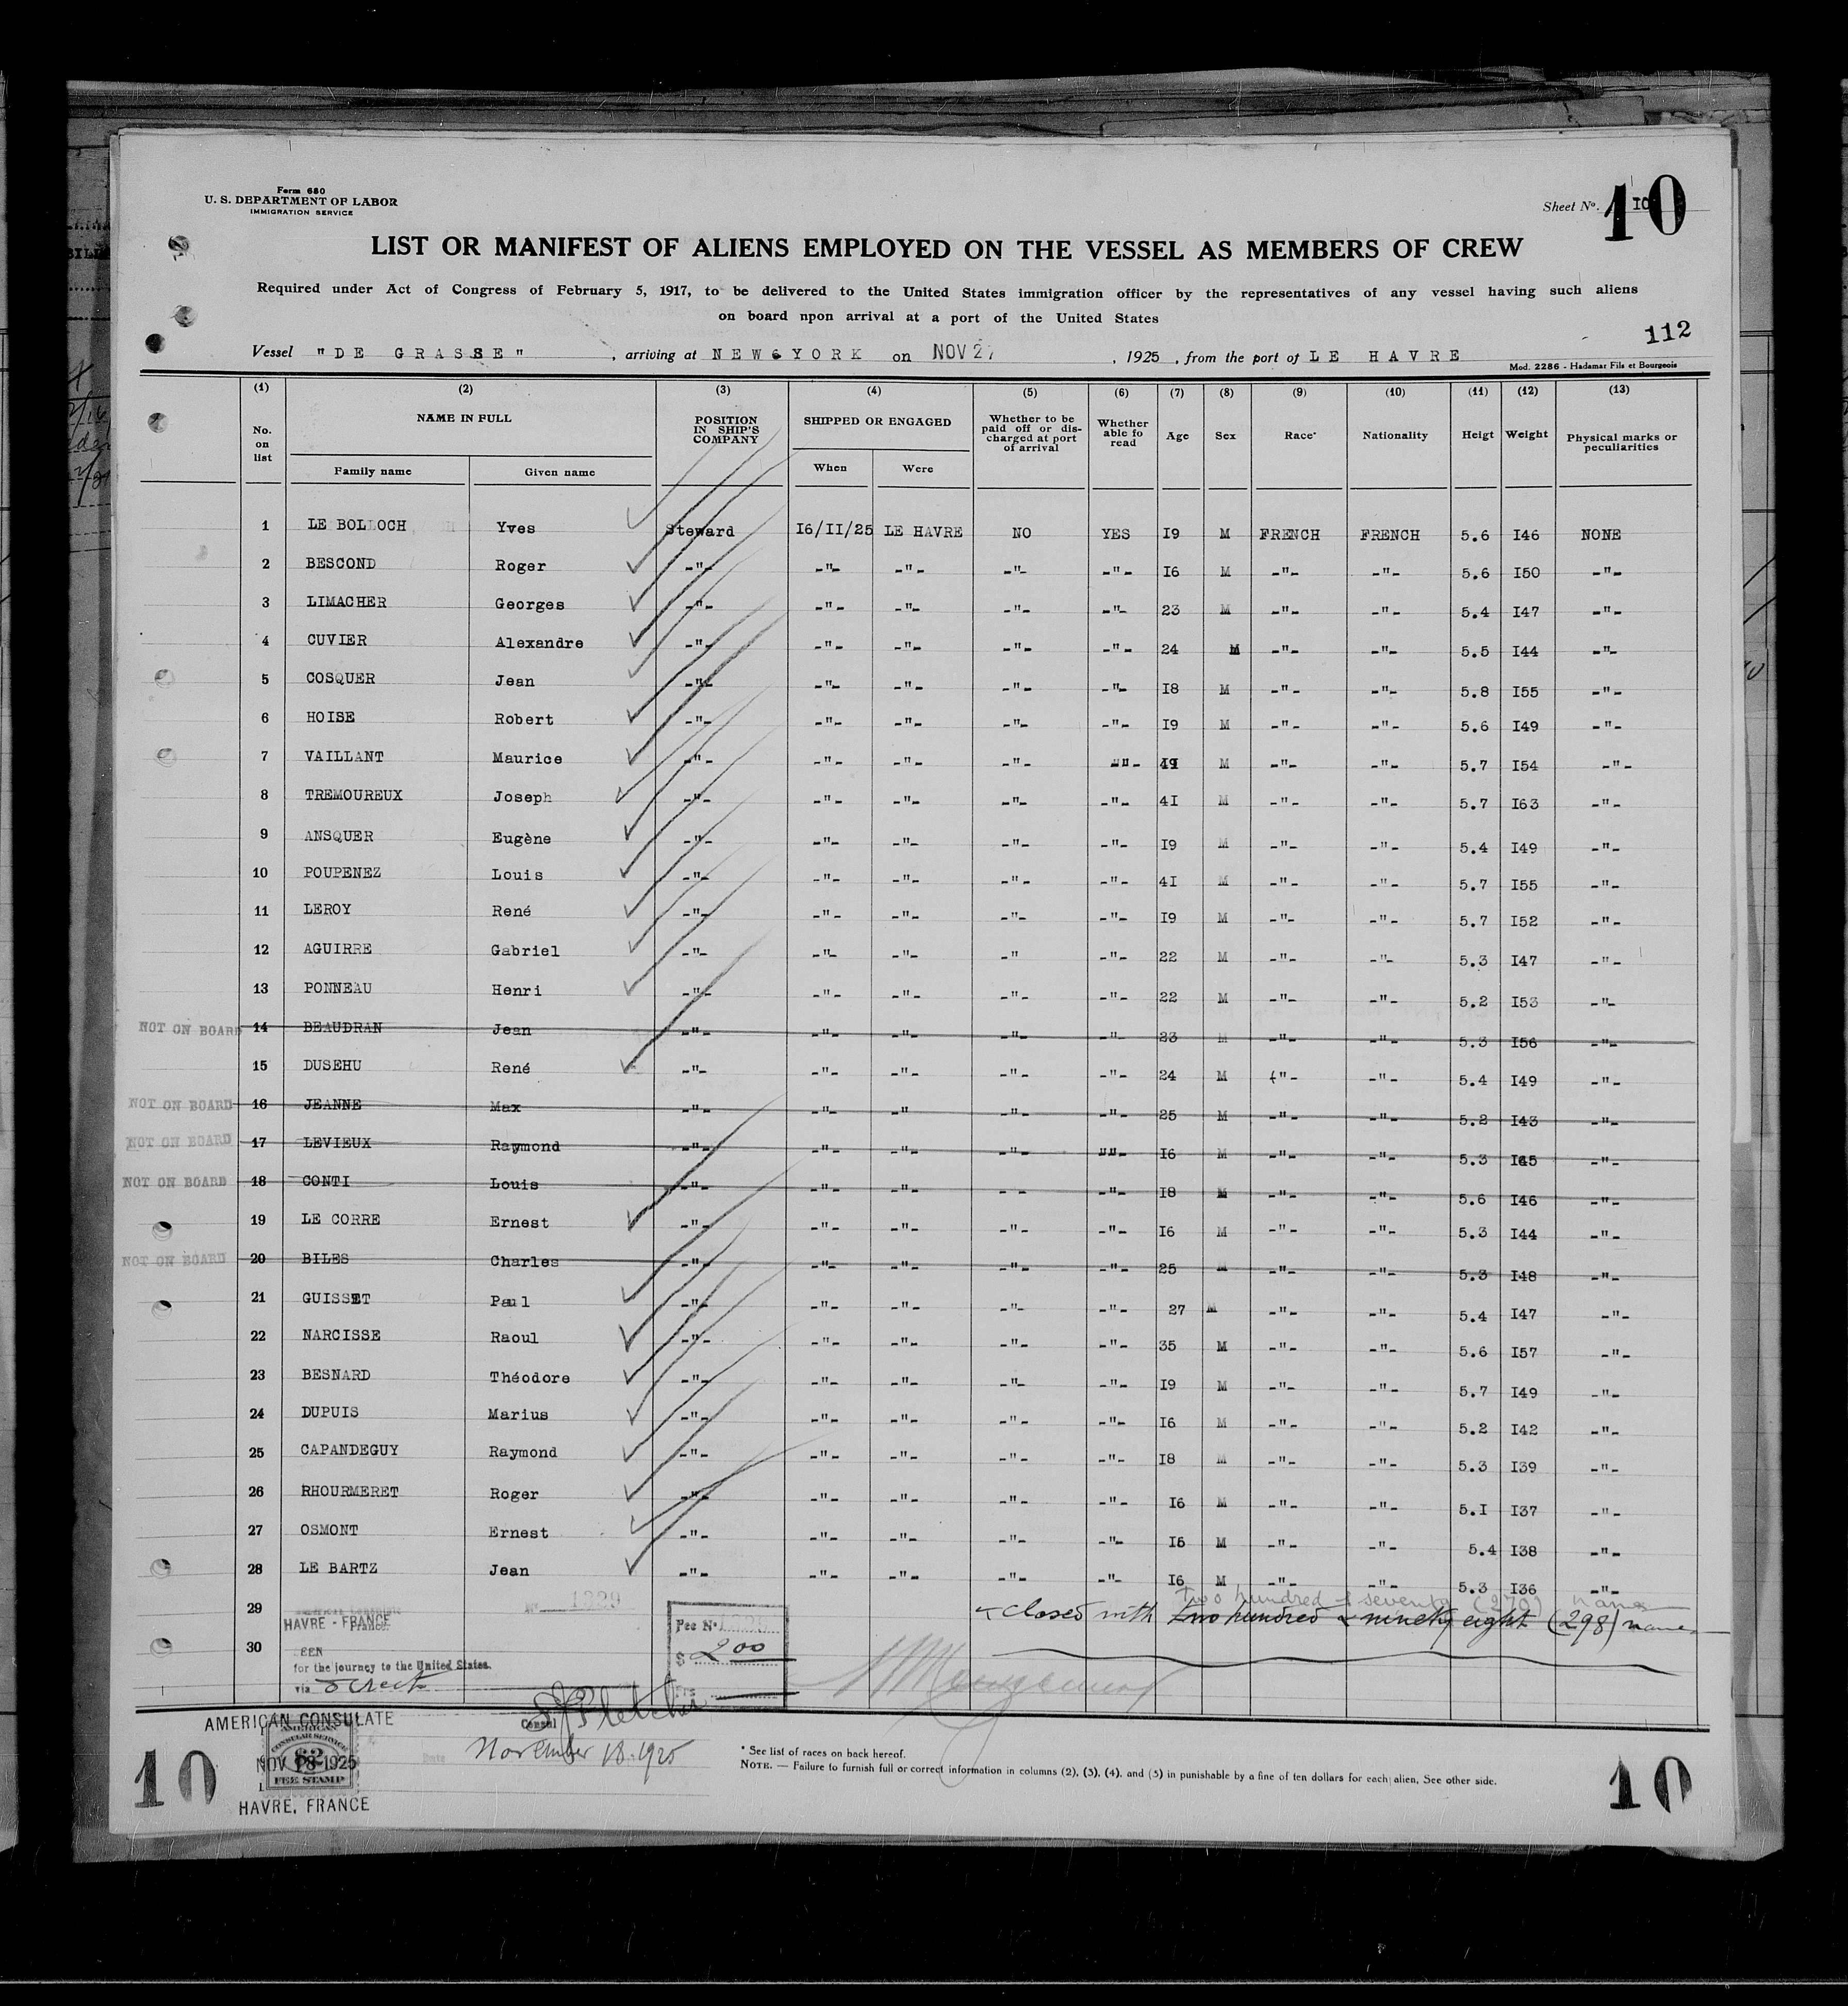 Form 680
U. S. DEPARTMENT OF LABOR
IMMIGRATION SERVICE
Sheet No. 10
10
LIST OR MANIFEST OF ALIENS EMPLOYED ON THE VESSEL AS MEMBERS OF CREW
Required under Act of Congress of February 5, 1917, to be delivered to the United States immigration officer by the representatives of any vessel having such aliens
on board npon arrival at a port of the United States
112
Vessel "DE GRASSE" , arriving at NEW YORK on NOV 27 , 1925 , from the port of LE HAVRE
Mod. 2286 - Hadamar Fils et Bourgeois
(1) (2) (3) (4) (5) (6) (7) (8) (9) (10) (11) (12) (13)
No. on list NAME IN FULL POSITION IN SHIP'S COMPANY SHIPPED OR ENGAGED Whether to be paid off or discharged at port of arrival Whether able fo read Age Sex Race* Nationality Heigt Weight Physical marks or peculiarities
Family name Given name When Were
1 LE BOLLOCH Yves Steward I6/II/25 LE HAVRE NO YES I9 M FRENCH FRENCH 5.6 I46 NONE
2 BESCOND Roger -"- -"- -"- -"- -"- I6 M -"- -"- 5.6 I50 -"-
3 LIMACHER Georges -"- -"- -"- -"- -"- 23 M -"- -"- 5.4 I47 -"-
4 CUVIER Alexandre -"- -"- -"- -"- -"- 24 M -"- -"- 5.5 I44 -"-
5 COSQUER Jean -"- -"- -"- -"- -"- I8 M -"- -"- 5.8 I55 -"-
6 HOISE Robert -"- -"- -"- -"- -"- I9 M -"- -"- 5.6 I49 -"-
7 VAILLANT Maurice -"- -"- -"- -"- -"- M -"- -"- 5.7 I54 -"-
8 TREMOUREUX Joseph -"- -"- -"- -"- -"- 4I M -"- -"- 5.7 I63 -"-
9 ANSQUER Eugène -"- -"- -"- -"- -"- I9 M -"- -"- 5.4 I49 -"-
10 POUPENEZ Louis -"- -"- -"- -"- -"- 4I M -"- -"- 5.7 I55 -"-
11 LEROY René -"- -"- -"- -"- -"- I9 M -"- -"- 5.7 I52 -"-
12 AGUIRRE Gabriel -"- -"- -"- -" -"- 22 M -"- -"- 5.3 I47 -"-
13 PONNEAU Henri -"- -"- -"- -"- -"- 22 M -"- -"- 5.2 I53 -"-
NOT ON BOARD 14 BEAUDRAN Jean -"- -"- -"- -"- -"- 23 M -"- -"- 5.3 I56 -"-
15 DUSEHU René -"- -"- -"- -"- -"- 24 M ("- -"- 5.4 I49 -"-
NOT ON BOARD 16 JEANNE Max -"- -"- -" -"- -"- 25 M -"- -"- 5.2 I43 -"-
NOT ON BOARD 17 LEVIEUX Raymond -"- -"- -"- -"- ""- I6 M -"- -"- 5.3 I45 -"-
NOT ON BOARD 18 CONTI Louis -"- -"- -"- - - -"- I8 M -"- -"- 5.6 I46 -"-
19 LE CORRE Ernest -"- -"- -"- -"- -"- I6 M -"- -"- 5.3 I44 -"-
NOT ON BOARD 20 BILES Charles -"- -"- -"- -"- -"- 25 M -"- -"- 5.3 I48 -"-
21 GUISSET Paul -"- -"- -"- -"- -"- 27 M -"- -"- 5.4 I47 -"-
22 NARCISSE Raoul -"- -"- -"- -"- -"- 35 M -"- -"- 5.6 I57 -"-
23 BESNARD Théodore -"- -"- -"- -"- -"- I9 M -"- -"- 5.7 I49 -"-
24 DUPUIS Marius -"- -"- -"- -"- -"- I6 M -"- -"- 5.2 I42 -"-
25 CAPANDEGUY Raymond -"- -"- -"- -"- -"- I8 M -"- -"- 5.3 I39 -"-
26 RHOURMERET Roger -"- -"- -"- -"- -"- I6 M -"- -"- 5.I I37 -"-
27 OSMONT Ernest -"- -"- -"- -"- -"- M -"- -"- 5.4 I38 -"-
28 LE BARTZ Jean -"- -"- -"- -"- -"- I6 M -"- -"- 5.3 I36 -"-
Two hundred & seventy (270) names
29 closed with two hundred & ninety eight (298) names
HAVRE - FRANCE
No 1329
Fee No.
$ 2 00
30
SEEN
for the journey to the United States.
via direct
Consul
November 18. 1925
Date
AMERICAN CONSULATE
NOV 18 1925
HAVRE, FRANCE
AMERICAN
CONSULAR SERVICE
$2
FEE STAMP
* See list of races on back hereof.
NOTE. — Failure to furnish full or correct information in columns (2), (3), (4), and (5) in punishable by a fine of ten dollars for each alien, See other side.
10
10